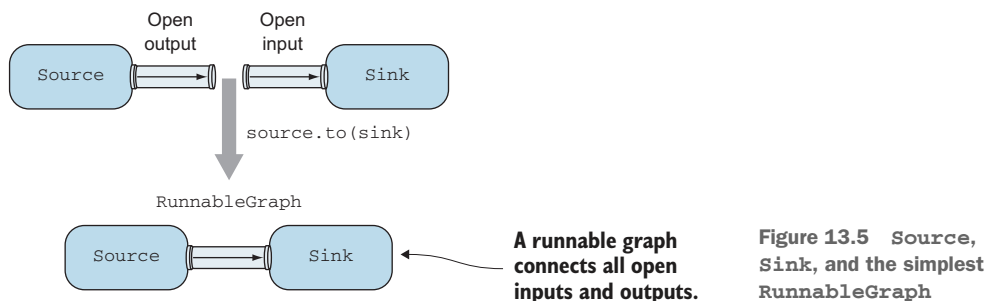 Open
output
Open
input
Source
Sink
source.to(sink)
RunnableGraph
Source
Sink
A runnable graph
connects all open
inputs and outputs.
Figure 13.5 Source,
Sink, and the simplest
RunnableGraph